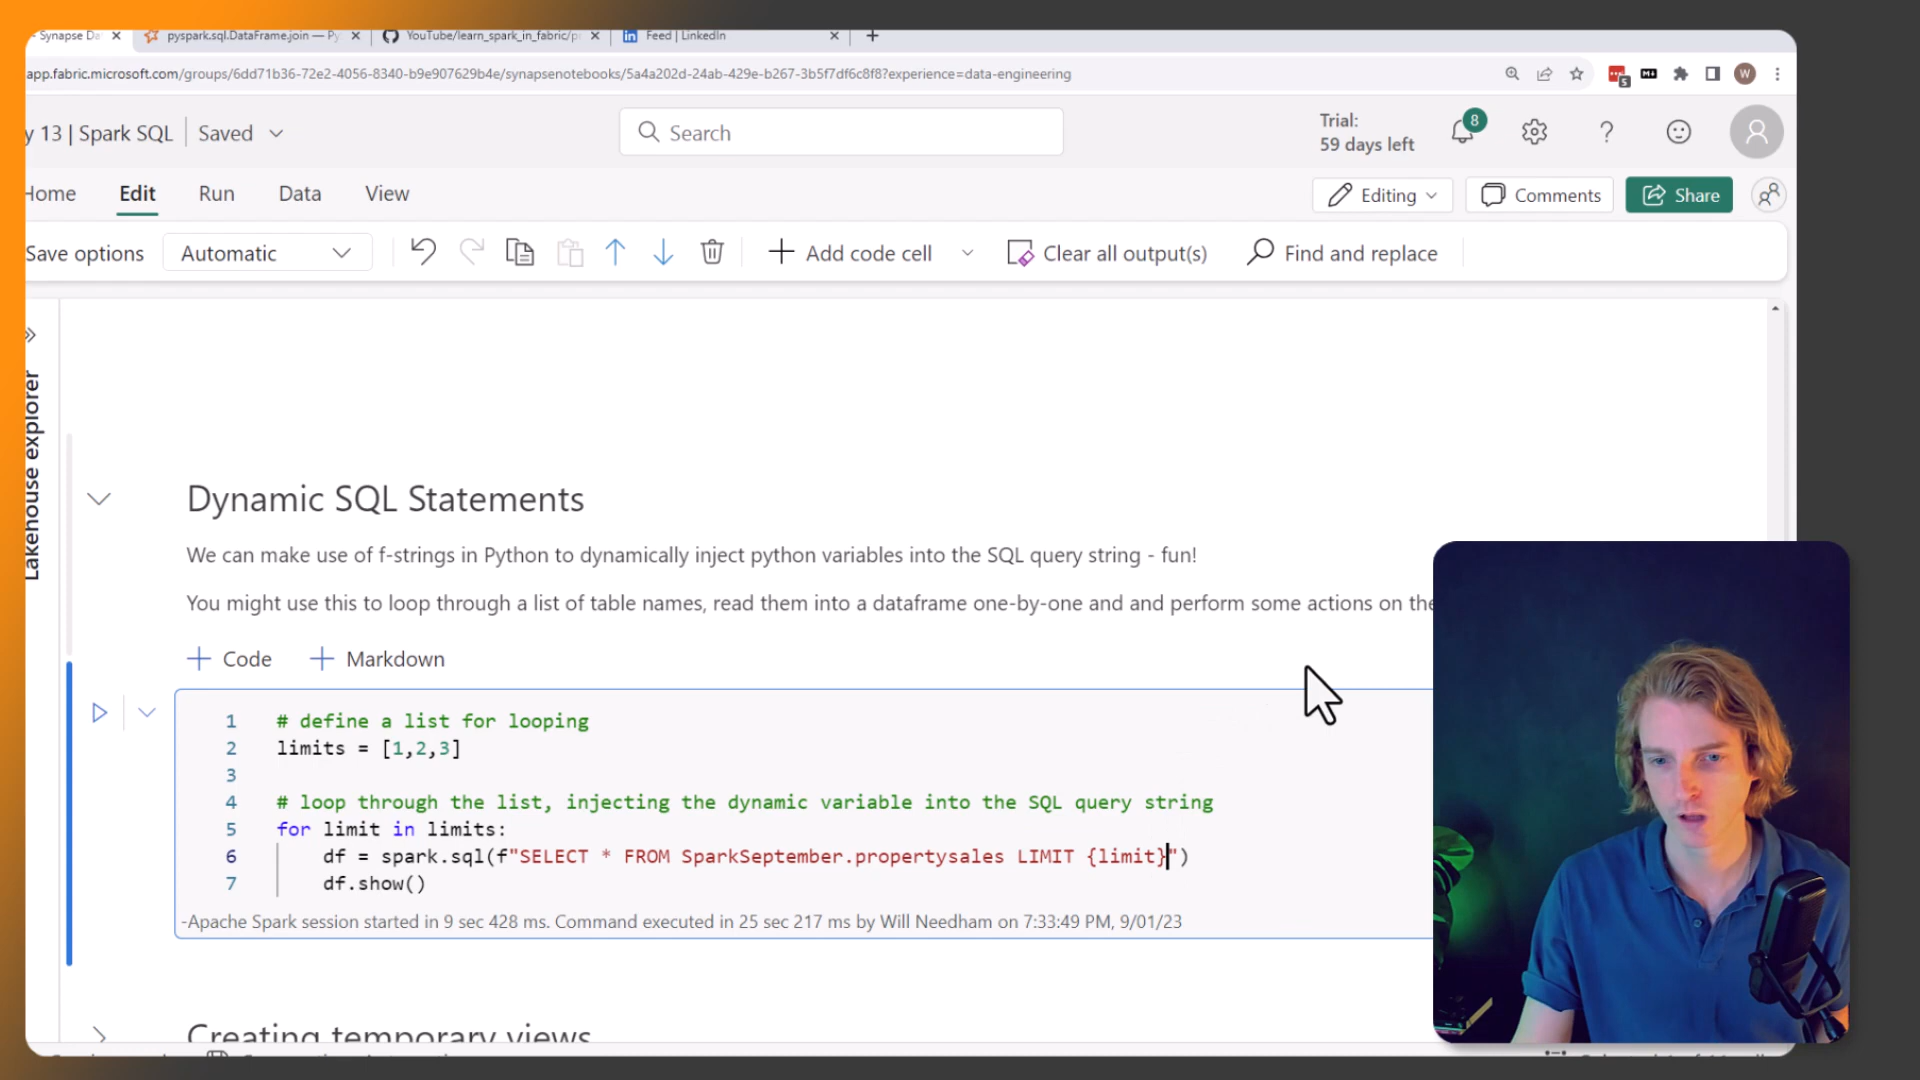 Synapse Da
pyspark.sql.DataFrame.join — Py
YouTube/learn_spark_in_fabric/p
Feed | LinkedIn
app.fabric.microsoft.com/groups/6dd71b36-72e2-4056-8340-b9e907629b4e/synapsenotebooks/5a4a202d-24ab-429e-b267-3b5f7df6c8f8?experience=data-engineering
5
W
y 13 | Spark SQL
Saved
Search
Trial:
59 days left
8
Home
Edit
Run
Data
View
Editing
Comments
Share
Save options
Automatic
Add code cell
Clear all output(s)
Find and replace
Lakehouse explorer
Dynamic SQL Statements
We can make use of f-strings in Python to dynamically inject python variables into the SQL query string - fun!
You might use this to loop through a list of table names, read them into a dataframe one-by-one and and perform some actions on the
Code
Markdown
1 # define a list for looping
2 limits = [1,2,3]
3
4 # loop through the list, injecting the dynamic variable into the SQL query string
5 for limit in limits:
6 df = spark.sql(f"SELECT * FROM SparkSeptember.propertysales LIMIT {limit}")
7 df.show()
-Apache Spark session started in 9 sec 428 ms. Command executed in 25 sec 217 ms by Will Needham on 7:33:49 PM, 9/01/23
Creating temporary views